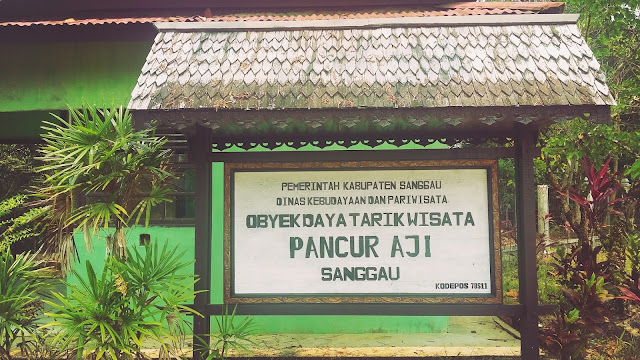 PEMERINTAH KABUPATEN SANGGAU
DINAS KEBUDAYAAN DAN PARIWISATA
OBYEK DAYA TARIK WISATA
PANCUR AJI
SANGGAU
KODEPOS 78511